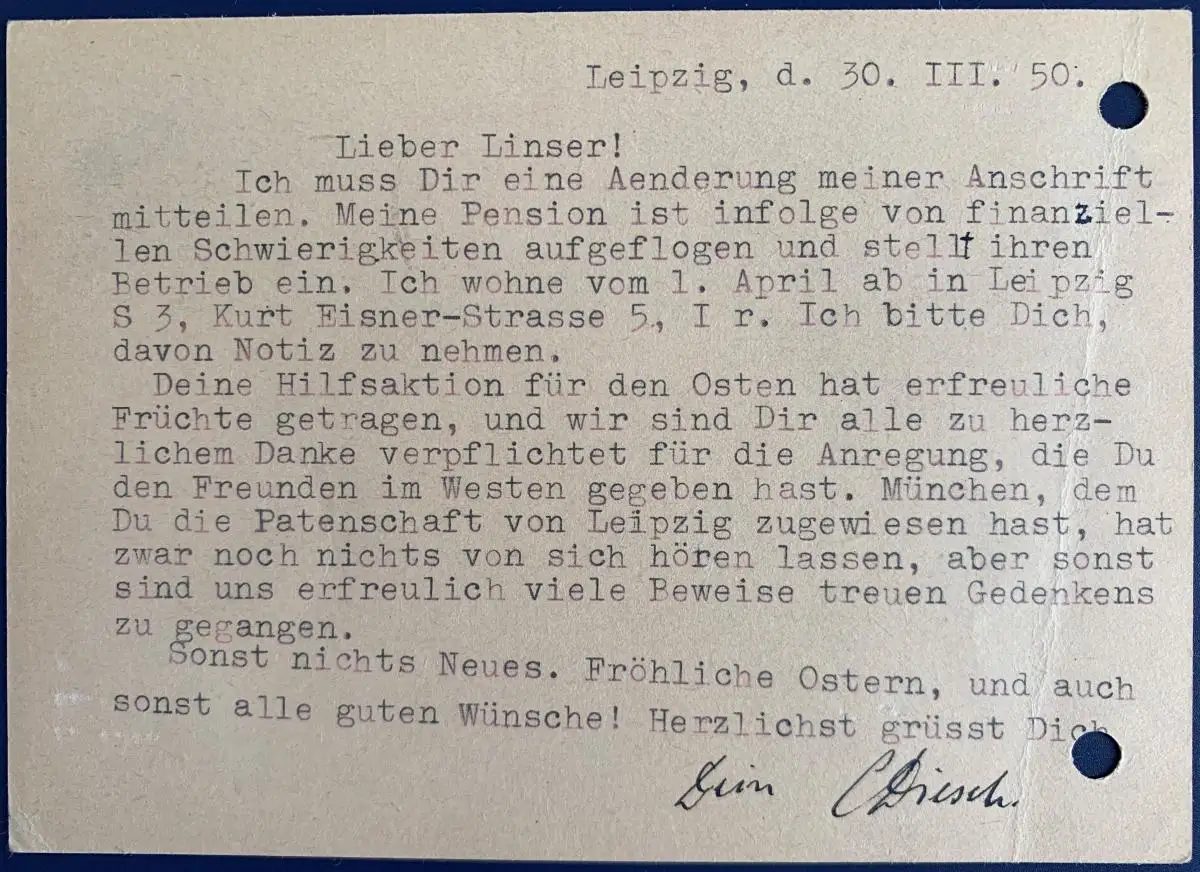 Leipzig, d. 30. III. 50.
Lieber Linser!
Ich muss Dir eine Aenderung meiner Anschrift
mitteilen. Meine Pension ist infolge von finanziel-
len Schwierigkeiten aufgeflogen und stellt ihren
Betrieb ein. Ich wohne vom 1. April ab in Leipzig
S 3, Kurt Eisner-Strasse 5, I r. Ich bitte Dich,
davon Notiz zu nehmen.
Deine Hilfsaktion für den Osten hat erfreuliche
Früchte getragen, und wir sind Dir alle zu herz-
lichem Danke verpflichtet für die Anregung, die Du
den Freunden im Westen gegeben hast. München, dem
Du die Patenschaft von Leipzig zugewiesen hast, hat
zwar noch nichts von sich hören lassen, aber sonst
sind uns erfreulich viele Beweise treuen Gedenkens
zu gegangen.
Sonst nichts Neues. Fröhliche Ostern, und auch
sonst alle guten Wünsche! Herzlichst grüsst Dich
Dein CDiesch.